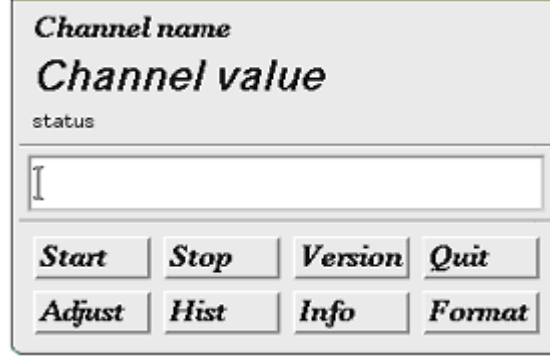 Channel name
Channel value
status
Start Stop Version Quit
Adjust Hist Info Format